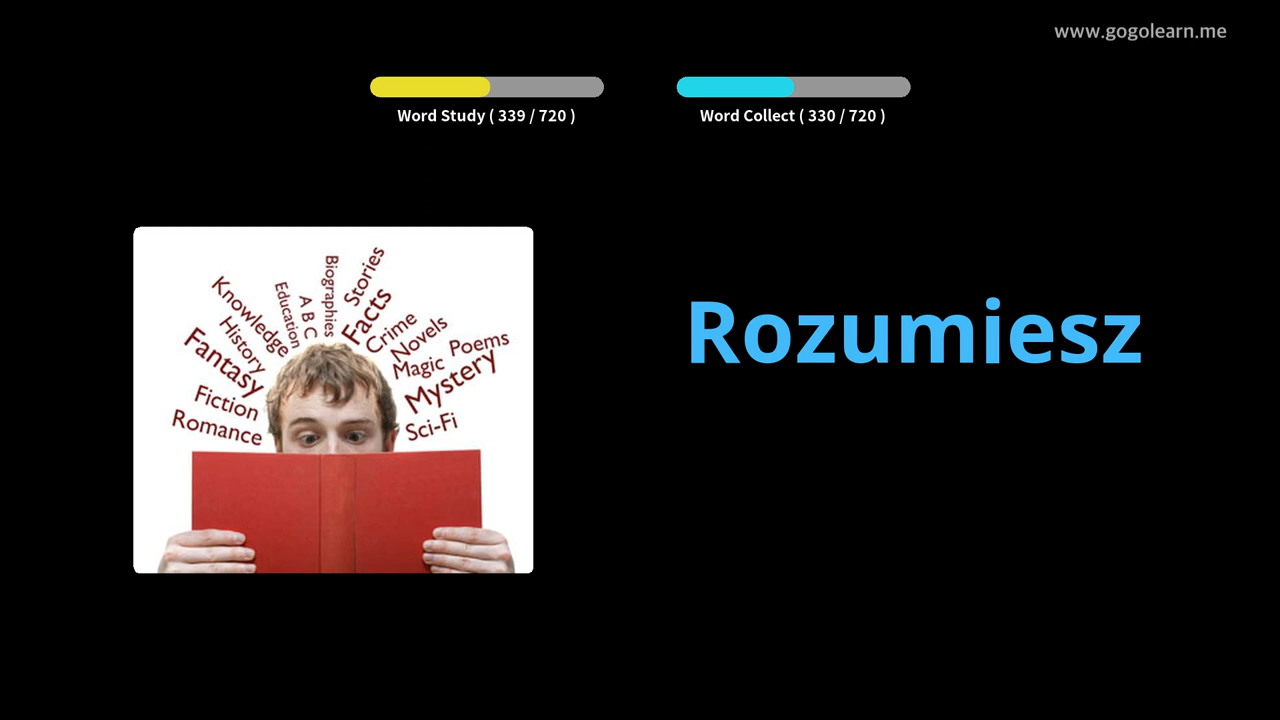 www.gogolearn.me
Word Study ( 339 / 720 )
Word Collect ( 330 / 720 )
Rozumiesz
Biographies
Stories
Education
A B C
Facts
Knowledge
Crime
History
Novels
Fantasy
Magic
Poems
Mystery
Fiction
Romance
Sci-Fi